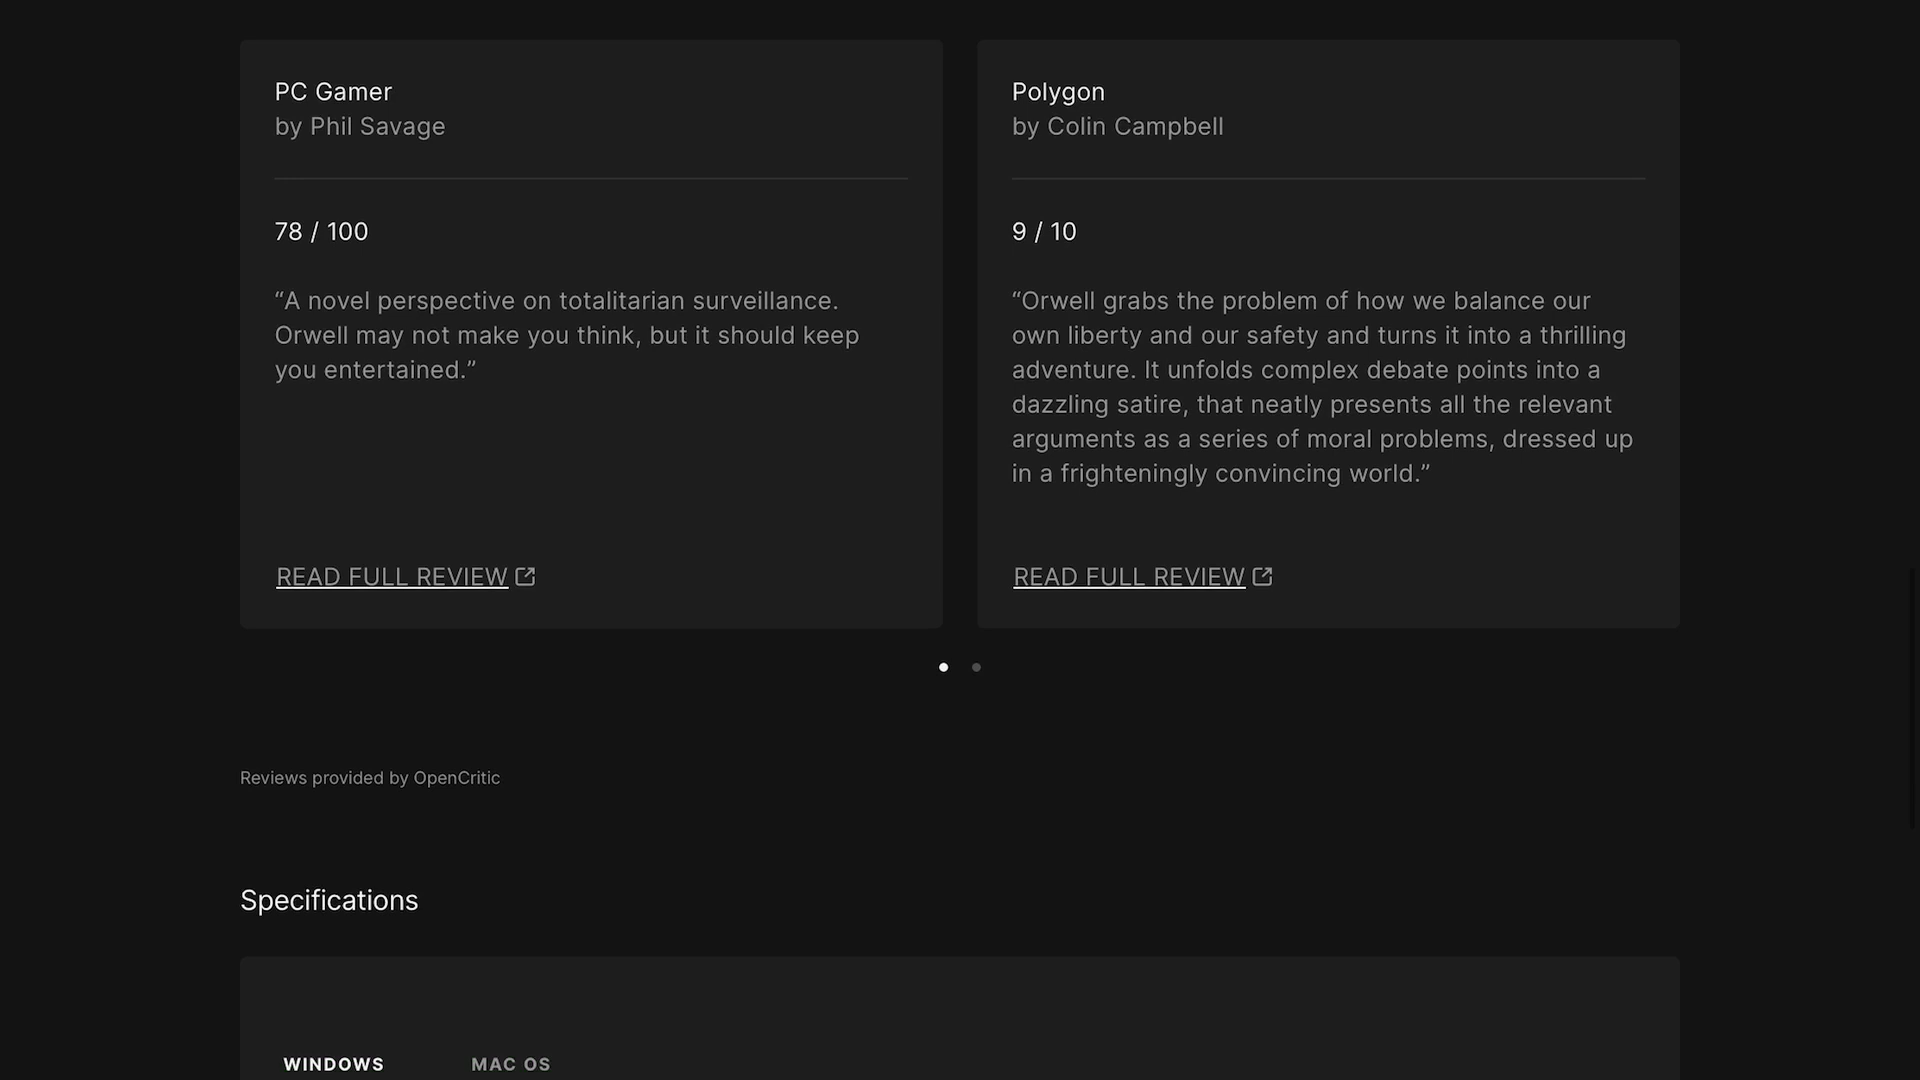 PC Gamer
by Phil Savage
78 / 100
“A novel perspective on totalitarian surveillance.
Orwell may not make you think, but it should keep
you entertained.”
READ FULL REVIEW
Polygon
by Colin Campbell
9 / 10
“Orwell grabs the problem of how we balance our
own liberty and our safety and turns it into a thrilling
adventure. It unfolds complex debate points into a
dazzling satire, that neatly presents all the relevant
arguments as a series of moral problems, dressed up
in a frighteningly convincing world.”
READ FULL REVIEW
Reviews provided by OpenCritic
Specifications
WINDOWS
MAC OS